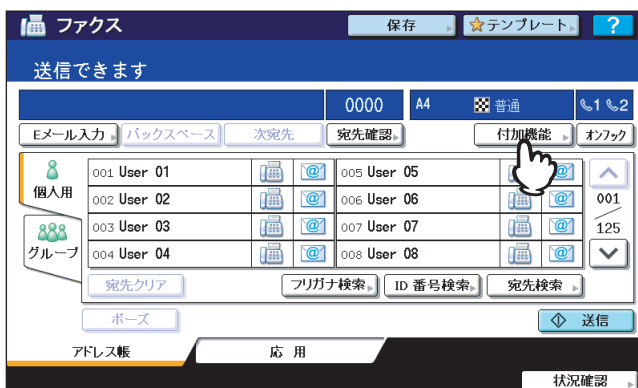 ファクス 保存 テンプレート ?
送信できます
0000 A4 普通 1 2
Eメール入力 バックスペース 次宛先 宛先確認 付加機能 オンフック
個人用
グループ
001 User 01 005 User 05
002 User 02 006 User 06
003 User 03 007 User 07
004 User 04 008 User 08
001
125
宛先クリア フリガナ検索 ID 番号検索 宛先検索
ポーズ 送信
アドレス帳 応用
状況確認